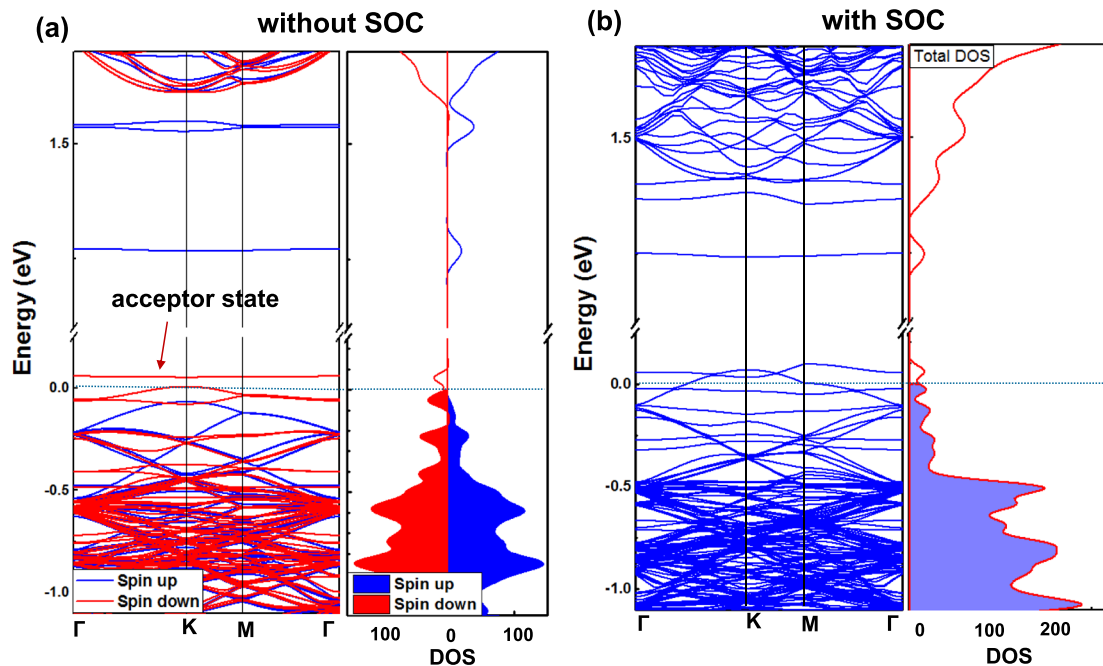 (a) without SOC
Energy (eV)
1.5
0.0
-0.5
-1.0
acceptor state
Spin up
Spin down
Γ K M Γ
Spin up
Spin down
100 0 100
DOS
(b) with SOC
Energy (eV)
1.5
0.0
-0.5
-1.0
Γ K M Γ
Total DOS
0 100 200
DOS